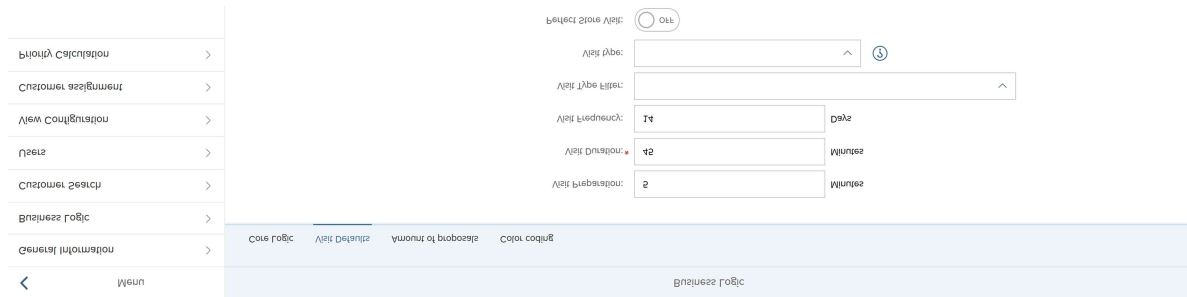 Menu
Business Logic
General Information
Business Logic
Customer Search
Users
View Configuration
Customer assignment
Priority Calculation
Core Logic Visit Defaults Amount of proposals Color coding
Visit Preparation: 5 Minutes
Visit Duration:* 45 Minutes
Visit Frequency: 14 Days
Visit Type Filter:
Visit type: ?
Perfect Store Visit: OFF